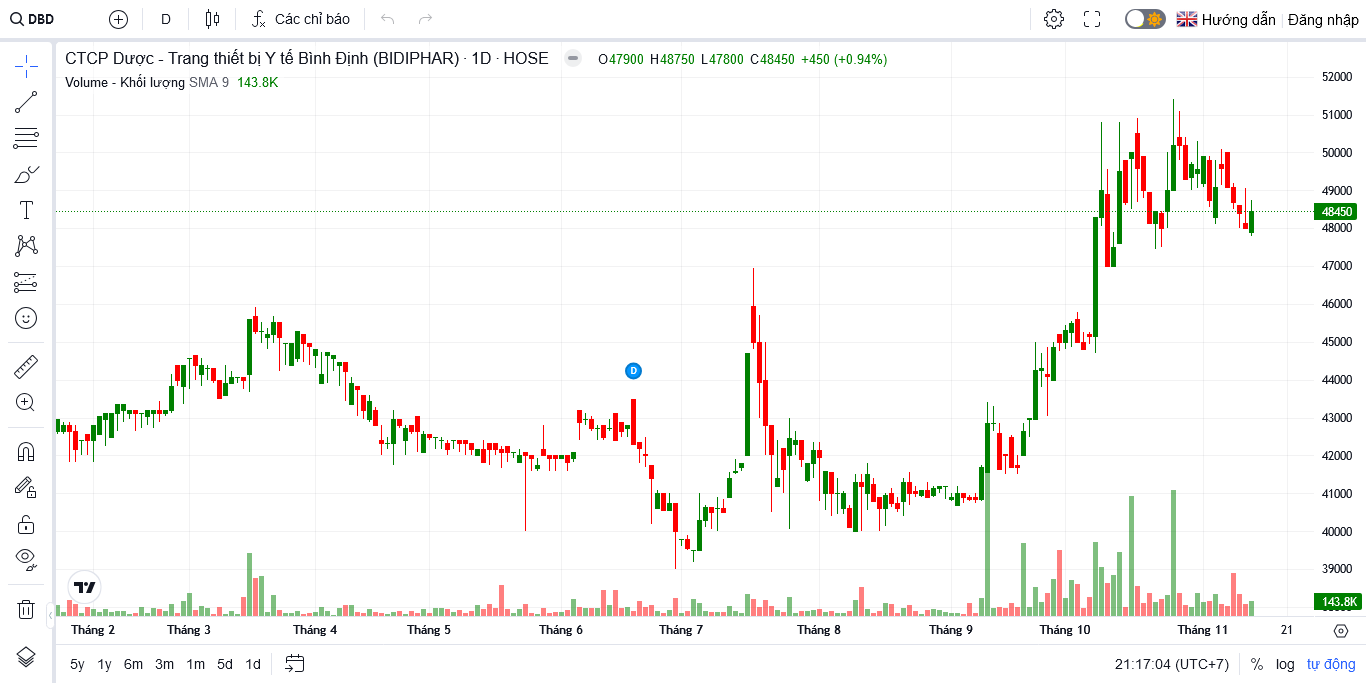 DBD D Các chỉ báo Hướng dẫn Đăng nhập
CTCP Dược - Trang thiết bị Y tế Bình Định (BIDIPHAR) · 1D · HOSE O47900 H48750 L47800 C48450 +450 (+0.94%)
Volume - Khối lượng SMA 9 143.8K
52000
51000
50000
49000
48450
48000
47000
46000
45000
44000
43000
42000
41000
40000
39000
143.8K
D
Tháng 2 Tháng 3 Tháng 4 Tháng 5 Tháng 6 Tháng 7 Tháng 8 Tháng 9 Tháng 10 Tháng 11 21
5y 1y 6m 3m 1m 5d 1d 21:17:04 (UTC+7) % log tự động